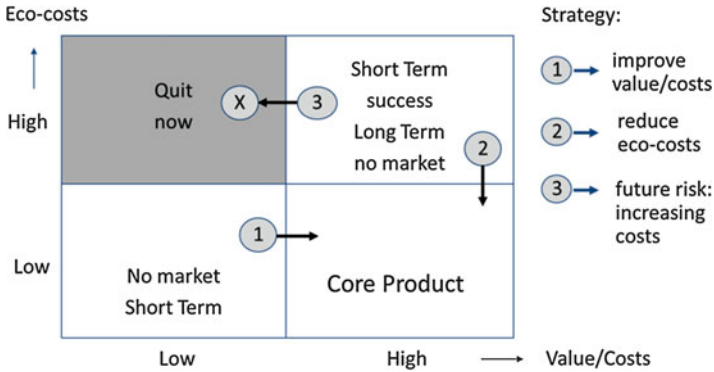 Eco-costs
High
Low
Quit
now
X
3
Short Term
success
Long Term
no market
2
1
No market
Short Term
Core Product
Low
High
Value/Costs
Strategy:
1
improve
value/costs
2
reduce
eco-costs
3
future risk:
increasing
costs